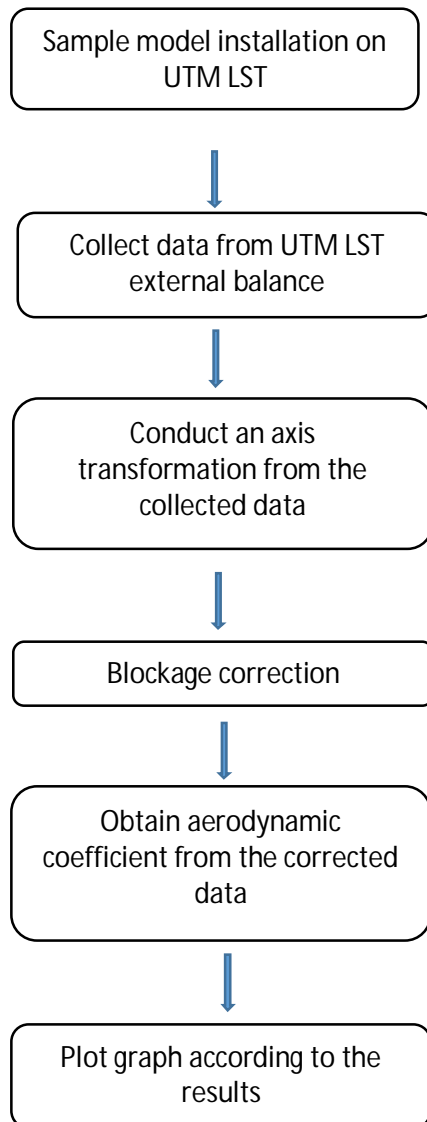 Sample model installation on
UTM LST
Collect data from UTM LST
external balance
Conduct an axis
transformation from the
collected data
Blockage correction
Obtain aerodynamic
coefficient from the corrected
data
Plot graph according to the
results